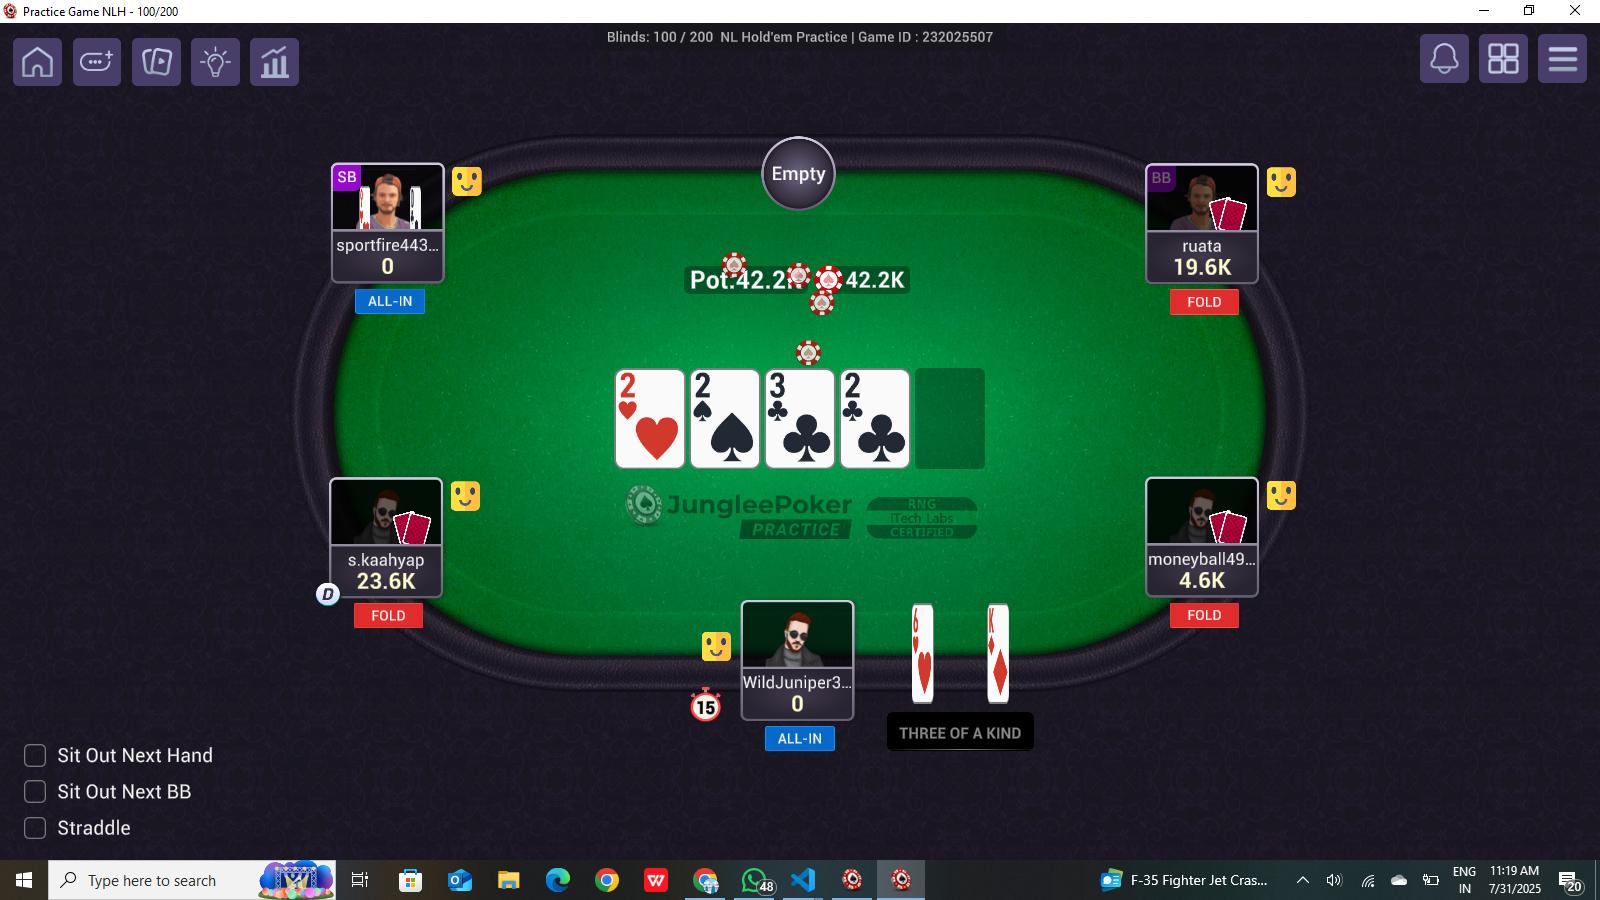 Practice Game NLH - 100/200
Blinds: 100 / 200 NL Hold'em Practice | Game ID : 232025507
SB
sportfire443...
0
ALL-IN
Empty
BB
ruata
19.6K
FOLD
Pot:42.2K
42.2K
2
2
3
2
JungleePoker
PRACTICE
RNG
iTech Labs
CERTIFIED
s.kaahyap
23.6K
D
FOLD
moneyball49...
4.6K
FOLD
WildJuniper3...
0
15
ALL-IN
6
K
THREE OF A KIND
Sit Out Next Hand
Sit Out Next BB
Straddle
Type here to search
48
F-35 Fighter Jet Cras...
ENG
IN
11:19 AM
7/31/2025
20